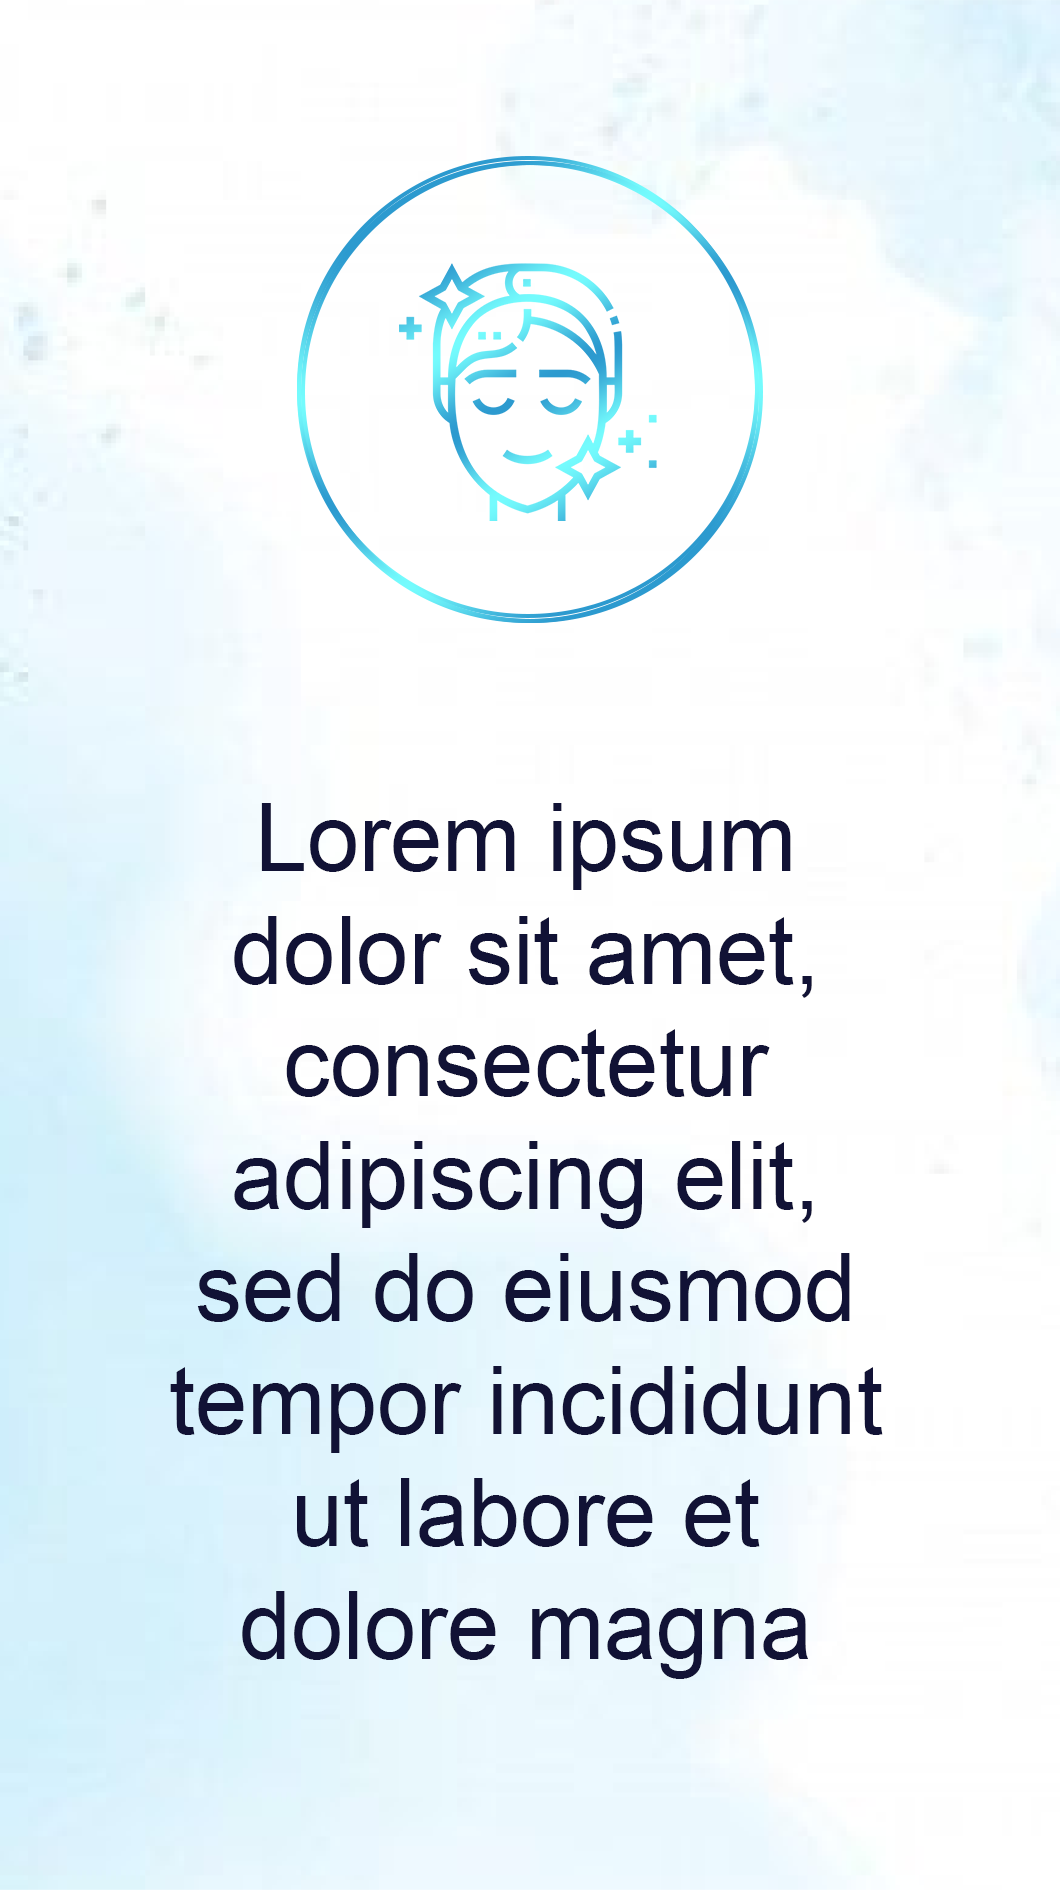 Lorem ipsum
dolor sit amet,
consectetur
adipiscing elit,
sed do eiusmod
tempor incididunt
ut labore et
dolore magna